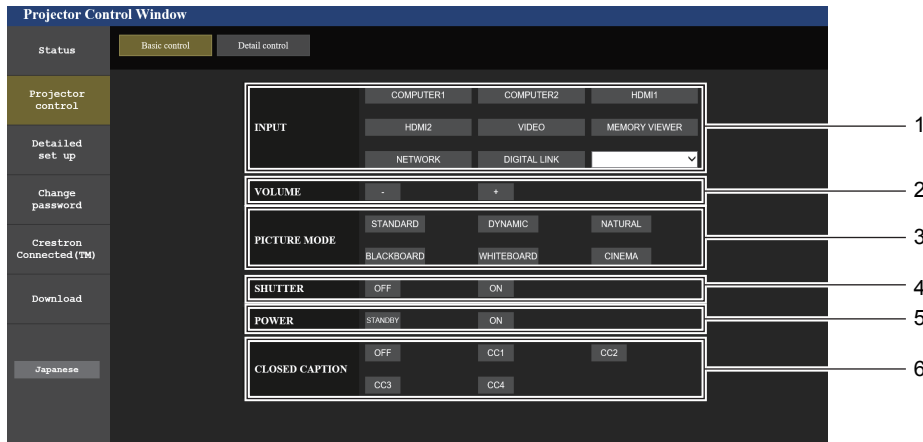 Projector Control Window
Status
Basic control
Detail control
Projector
control
Detailed
set up
Change
password
Crestron
Connected(TM)
Download
Japanese
INPUT
COMPUTER1
COMPUTER2
HDMI1
HDMI2
VIDEO
MEMORY VIEWER
NETWORK
DIGITAL LINK
1
VOLUME
-
+
2
PICTURE MODE
STANDARD
DYNAMIC
NATURAL
BLACKBOARD
WHITEBOARD
CINEMA
3
SHUTTER
OFF
ON
4
POWER
STANDBY
ON
5
CLOSED CAPTION
OFF
CC1
CC2
CC3
CC4
6